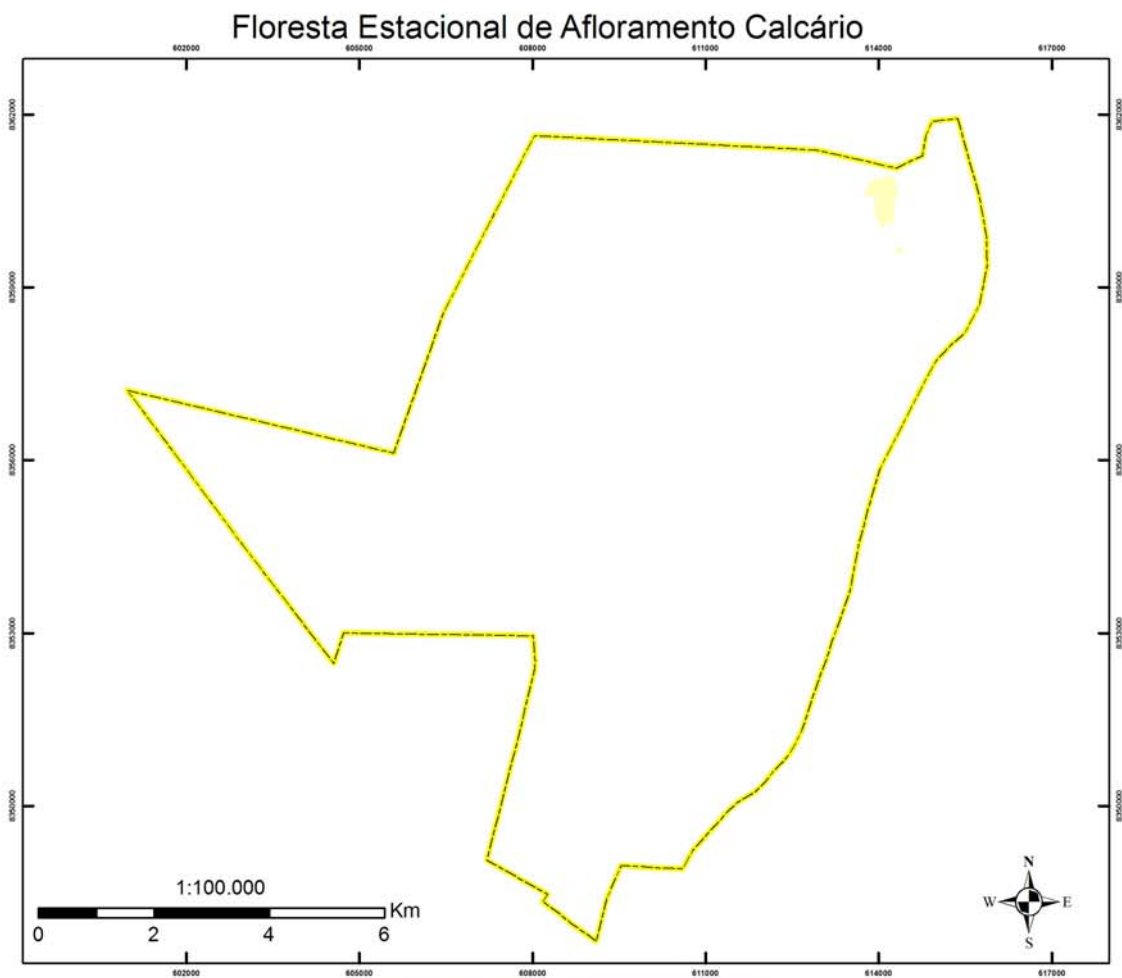 Floresta Estacional de Afloramento Calcário
602000 605000 608000 611000 614000 617000
8362000 8362000
8359000 8359000
8356000 8356000
8353000 8353000
8350000 8350000
1:100.000
Km
0 2 4 6
N
W E
S
602000 605000 608000 611000 614000 617000